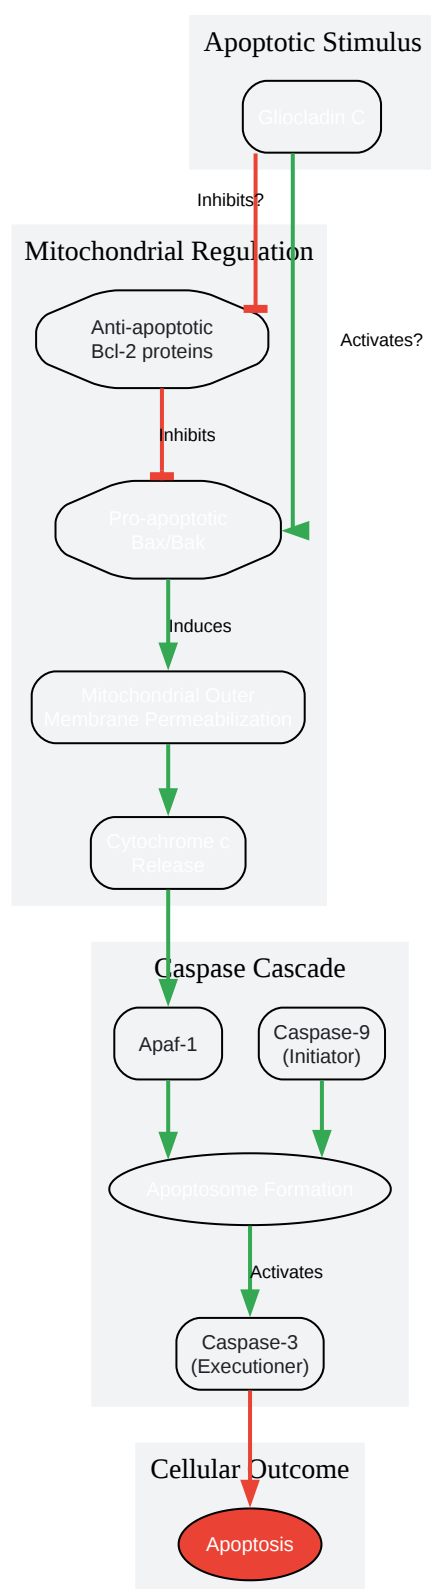 Apoptotic Stimulus
Gliocladin C
Inhibits?
Mitochondrial Regulation
Anti-apoptotic
Bcl-2 proteins
Activates?
Inhibits
Pro-apoptotic
Bax/Bak
Induces
Mitochondrial Outer
Membrane Permeabilization
Cytochrome c
Release
Caspase Cascade
Apaf-1
Caspase-9
(Initiator)
Apoptosome Formation
Activates
Caspase-3
(Executioner)
Cellular Outcome
Apoptosis